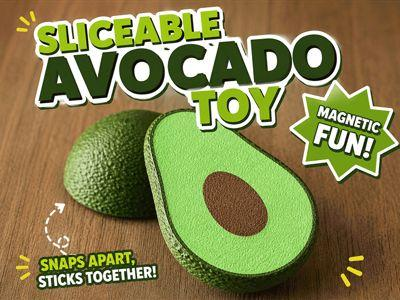 SLICEABLE
AVOCADO
TOY
MAGNETIC
FUN!
SNAPS APART,
STICKS TOGETHER!